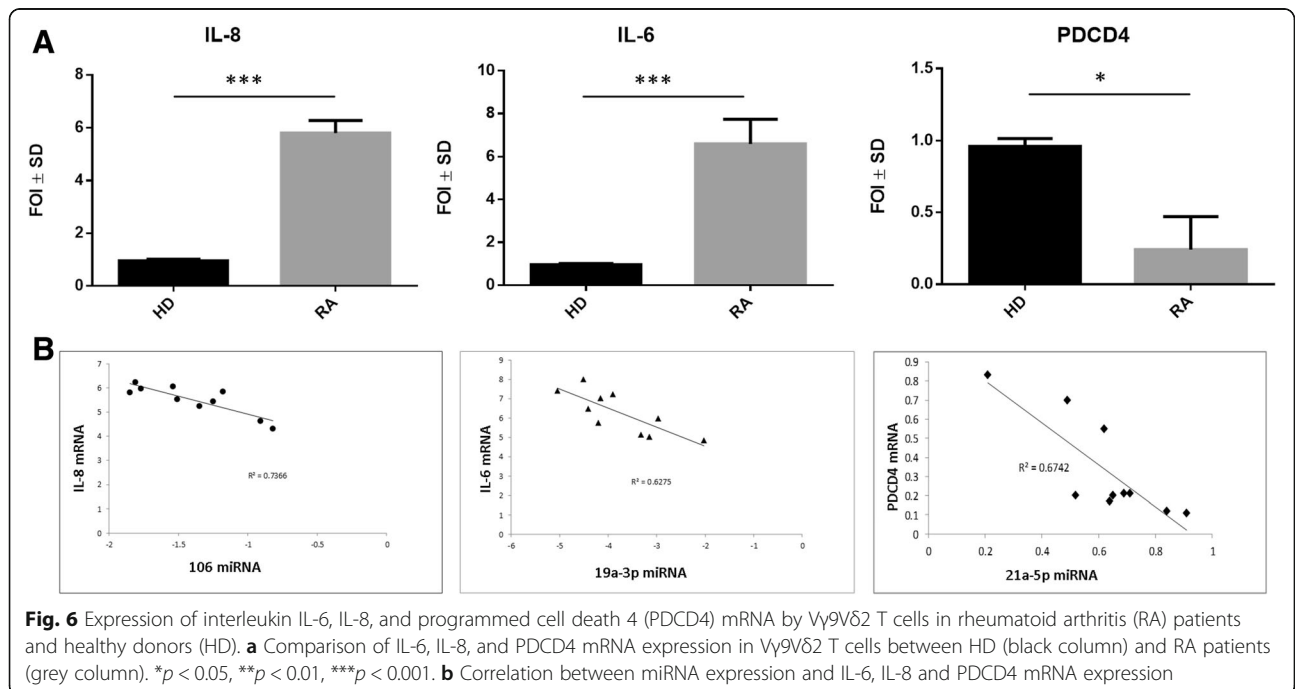 A
IL-8
IL-6
PDCD4
FOI ± SD
8
6
4
2
0
***
HD
RA
FOI ± SD
10
8
6
4
2
0
***
HD
RA
FOI ± SD
1.5
1.0
0.5
0.0
*
HD
RA
B
IL-8 mRNA
7
6
5
4
3
2
1
0
R² = 0.7366
-2
-1.5
-1
-0.5
0
106 miRNA
IL-6 mRNA
9
8
7
6
5
4
3
2
1
0
R² = 0.6275
-6
-5
-4
-3
-2
-1
0
19a-3p miRNA
PDCD4 mRNA
0.9
0.8
0.7
0.6
0.5
0.4
0.3
0.2
0.1
0
R² = 0.6742
0
0.2
0.4
0.6
0.8
1
21a-5p miRNA
Fig. 6 Expression of interleukin IL-6, IL-8, and programmed cell death 4 (PDCD4) mRNA by Vγ9Vδ2 T cells in rheumatoid arthritis (RA) patients
and healthy donors (HD). a Comparison of IL-6, IL-8, and PDCD4 mRNA expression in Vγ9Vδ2 T cells between HD (black column) and RA patients
(grey column). *p < 0.05, **p < 0.01, ***p < 0.001. b Correlation between miRNA expression and IL-6, IL-8 and PDCD4 mRNA expression